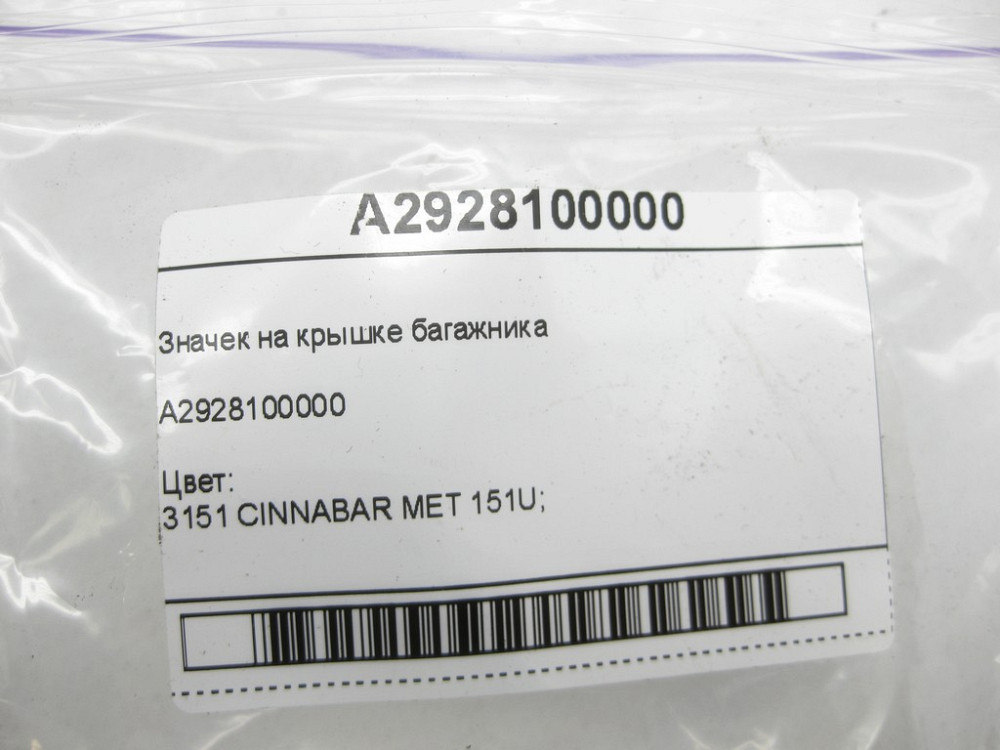 A2928100000
Значек на крышке багажника
A2928100000
Цвет:
3151 CINNABAR MET 151U;